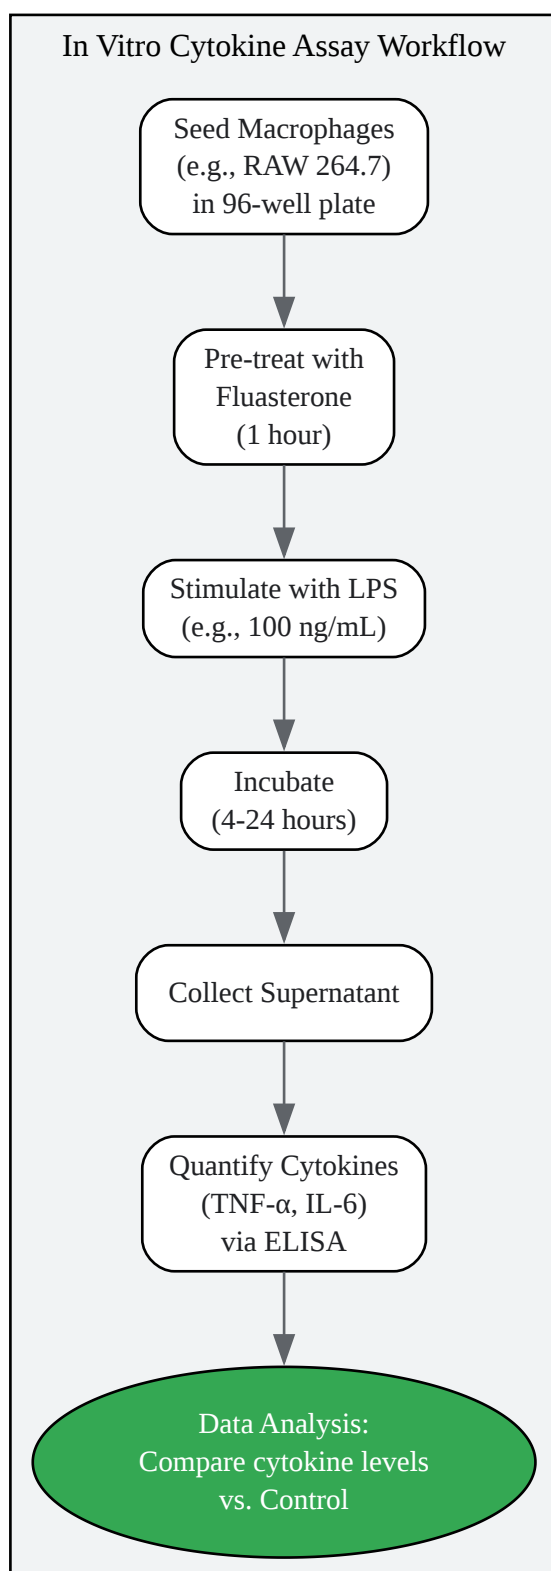 In Vitro Cytokine Assay Workflow
Seed Macrophages
(e.g., RAW 264.7)
in 96-well plate
Pre-treat with
Fluasterone
(1 hour)
Stimulate with LPS
(e.g., 100 ng/mL)
Incubate
(4-24 hours)
Collect Supernatant
Quantify Cytokines
(TNF-α, IL-6)
via ELISA
Data Analysis:
Compare cytokine levels
vs. Control